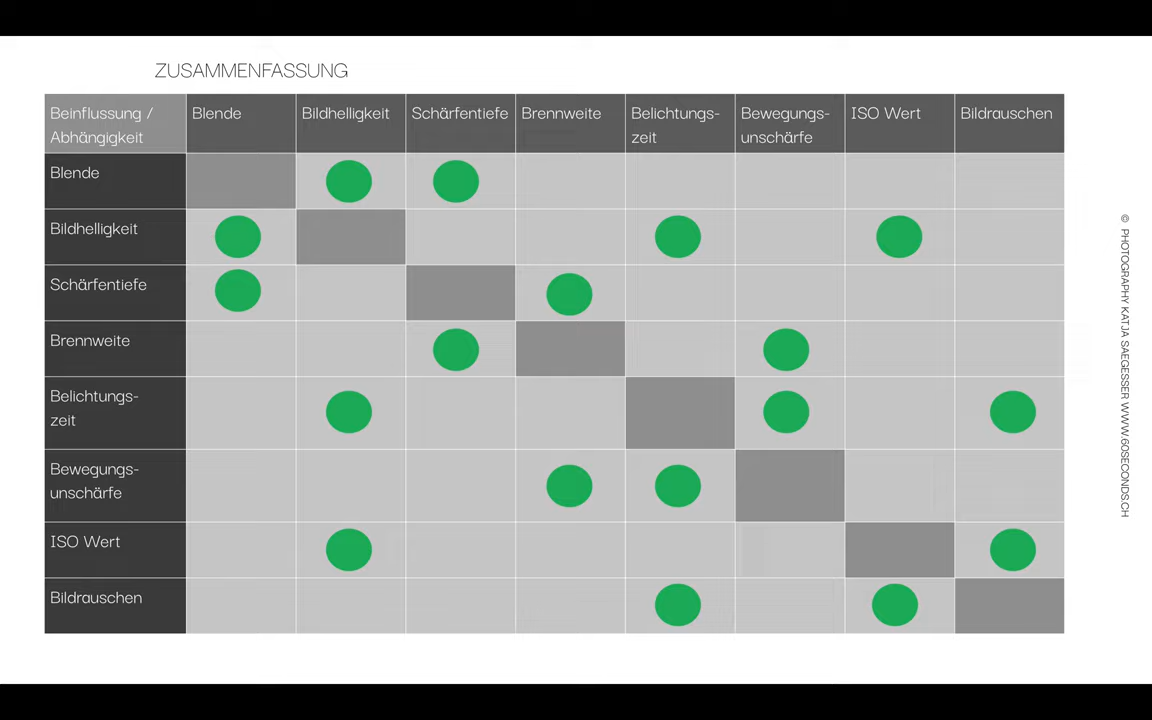 ZUSAMMENFASSUNG
Beinflussung /
Abhängigkeit
Blende
Bildhelligkeit
Schärfentiefe
Brennweite
Belichtungs-
zeit
Bewegungs-
unschärfe
ISO Wert
Bildrauschen
Blende
Bildhelligkeit
Schärfentiefe
Brennweite
Belichtungs-
zeit
Bewegungs-
unschärfe
ISO Wert
Bildrauschen
© PHOTOGRAPHY KATJA SAEGESSER WWW.60SECONDS.CH